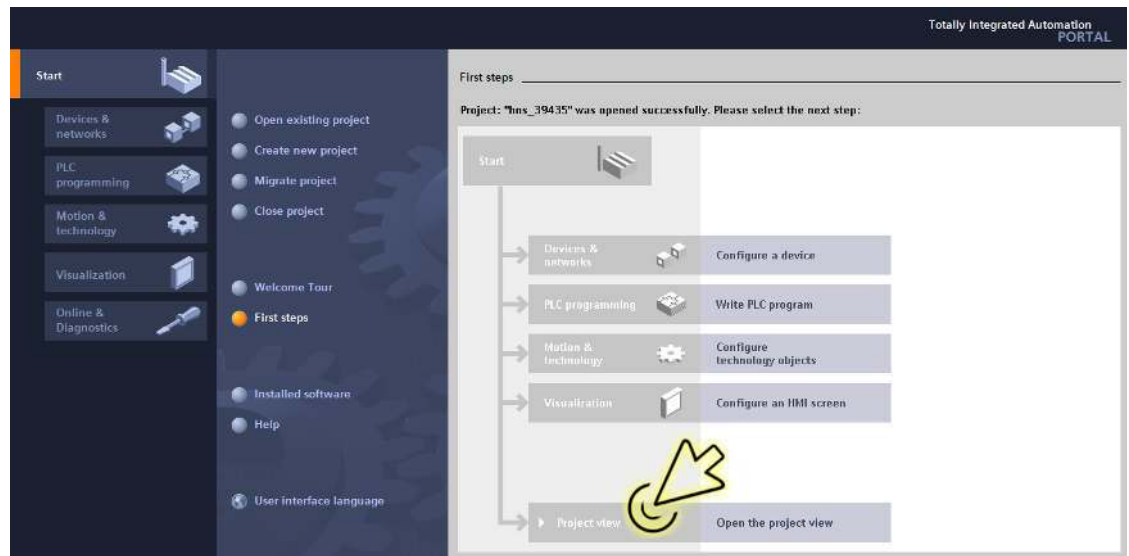 Totally Integrated Automation
PORTAL
Start
Devices &
networks
PLC
programming
Motion &
technology
Visualization
Online &
Diagnostics
Open existing project
Create new project
Migrate project
Close project
Welcome Tour
First steps
Installed software
Help
User interface language
First steps
Project: "hns_39435" was opened successfully. Please select the next step:
Start
Devices &
networks
Configure a device
PLC programming
Write PLC program
Motion &
technology
Configure
technology objects
Visualization
Configure an HMI screen
Project view
Open the project view